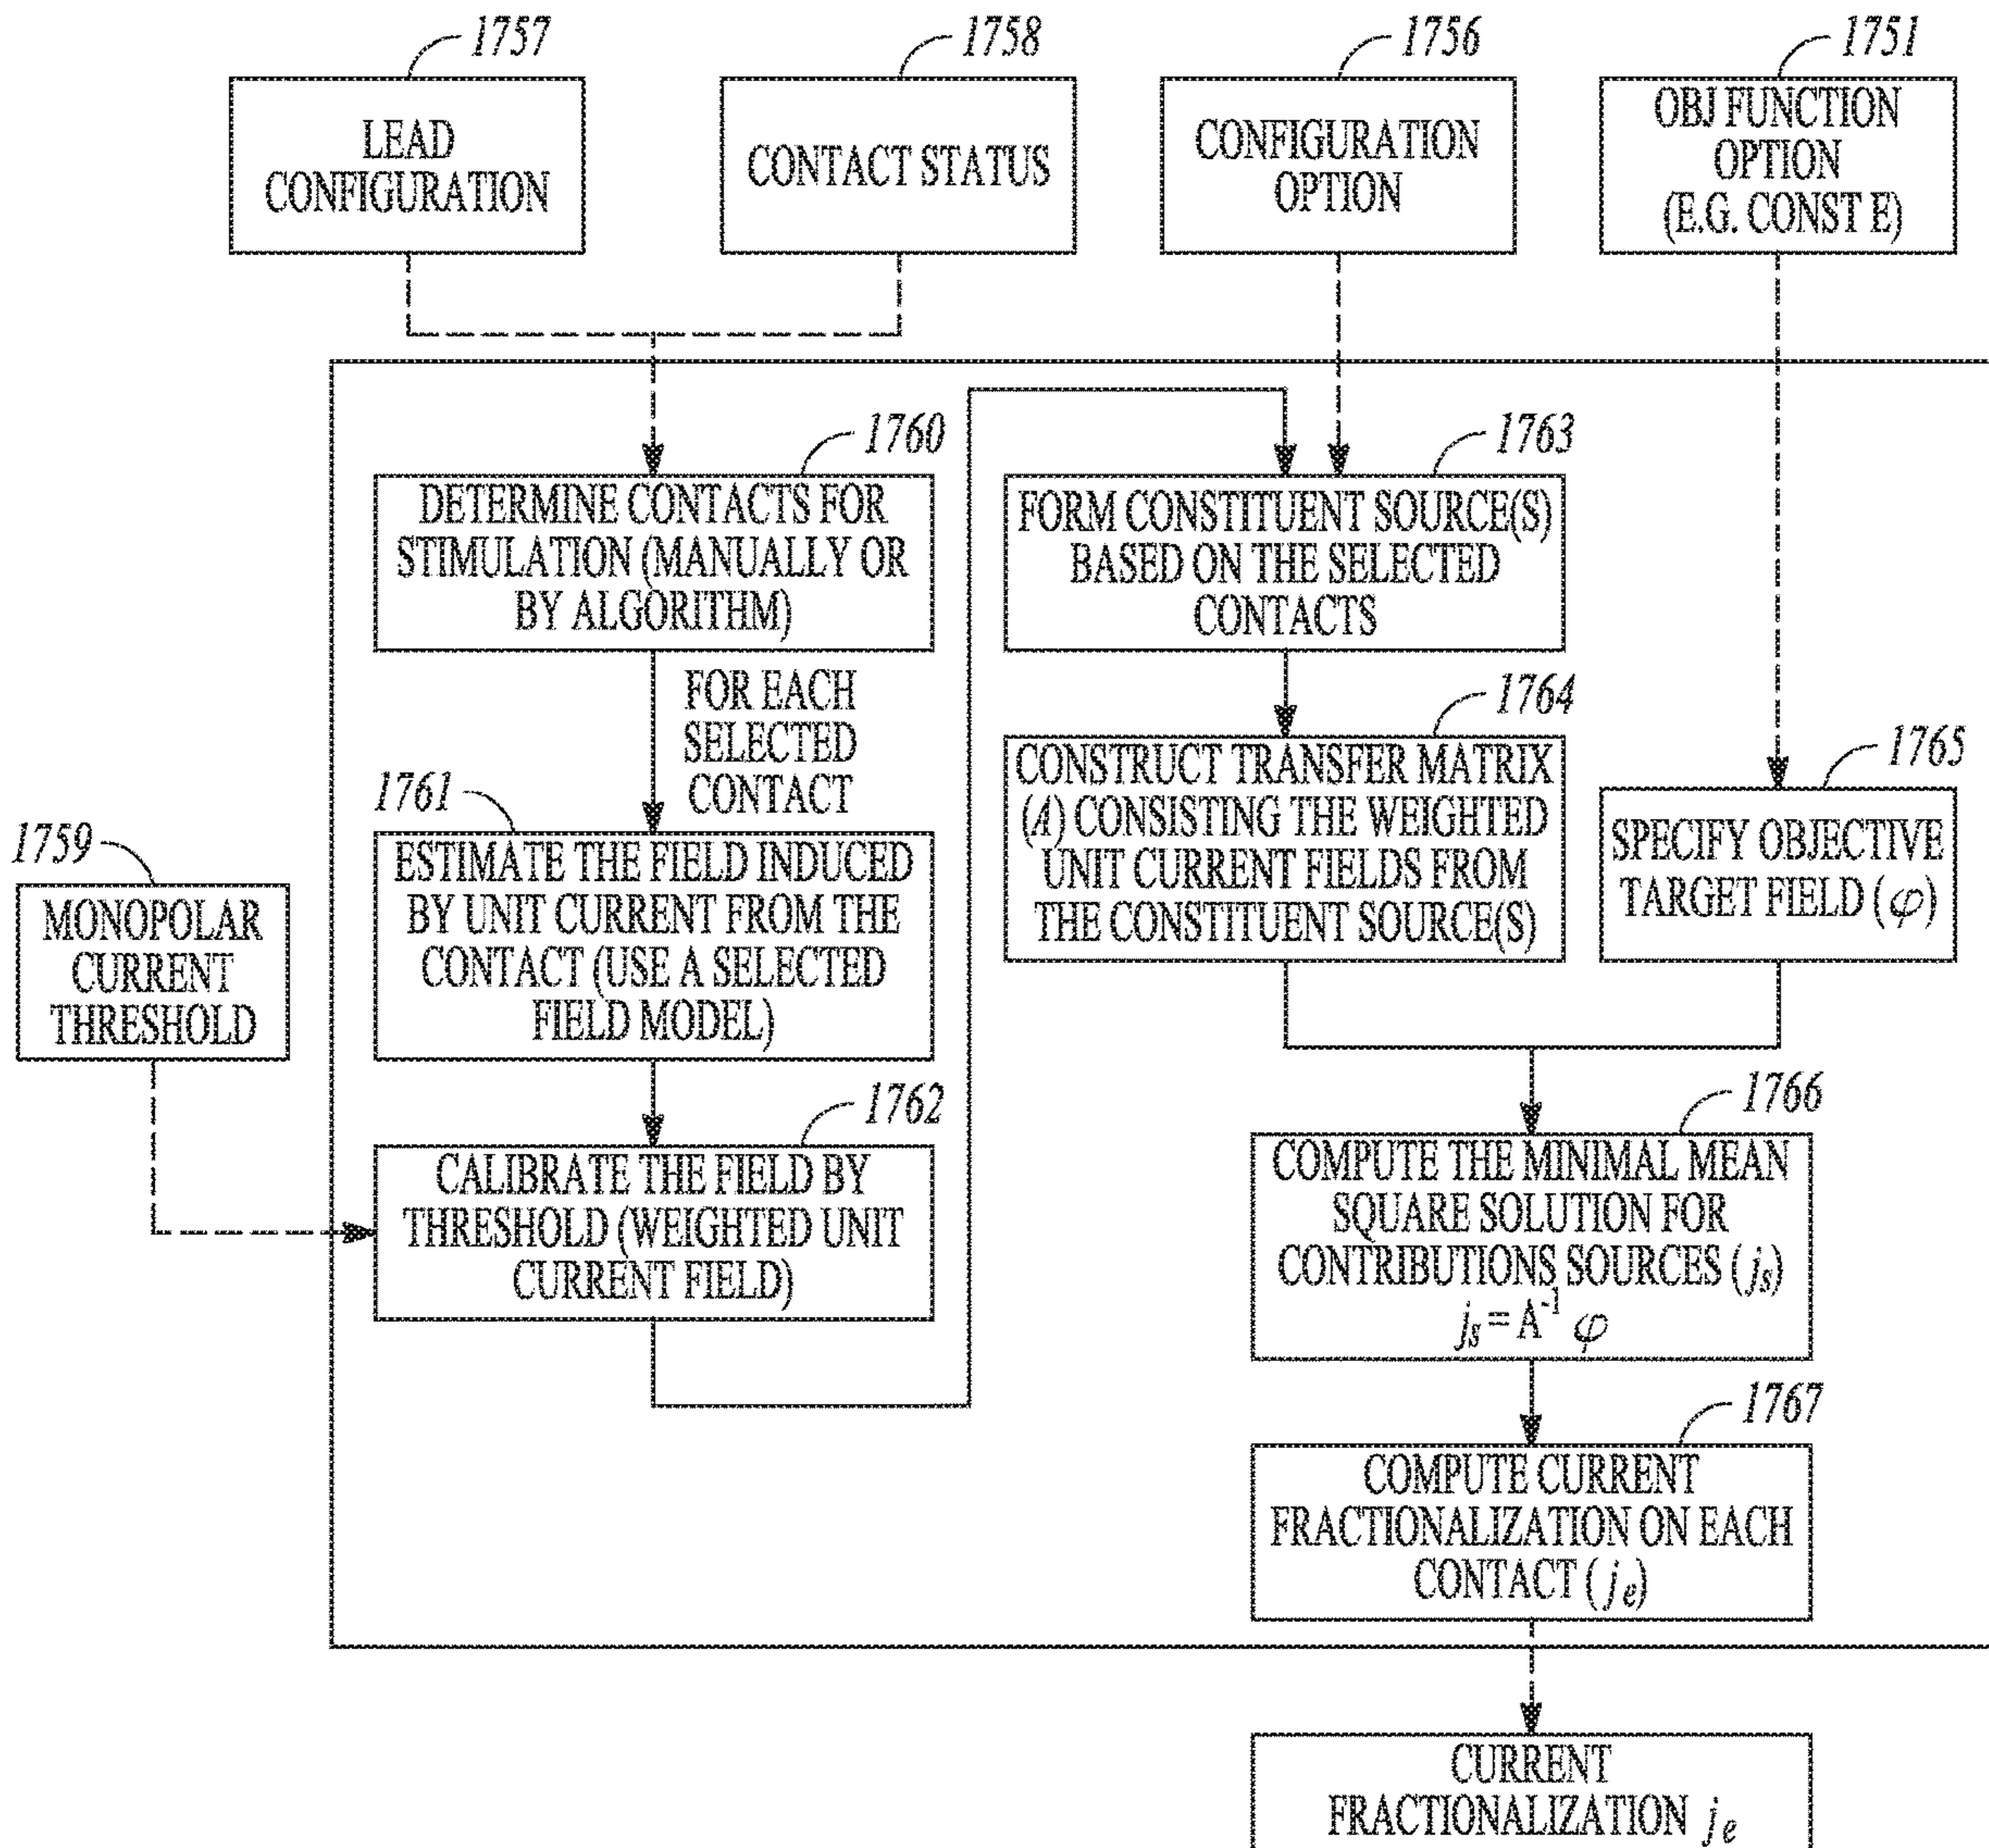 1757
LEAD
CONFIGURATION
1758
CONTACT STATUS
1756
CONFIGURATION
OPTION
1751
OBJ FUNCTION
OPTION
(E.G. CONST E)
1760
DETERMINE CONTACTS FOR
STIMULATION (MANUALLY OR
BY ALGORITHM)
FOR EACH
SELECTED
CONTACT
1761
ESTIMATE THE FIELD INDUCED
BY UNIT CURRENT FROM THE
CONTACT (USE A SELECTED
FIELD MODEL)
1759
MONOPOLAR
CURRENT
THRESHOLD
1762
CALIBRATE THE FIELD BY
THRESHOLD (WEIGHTED UNIT
CURRENT FIELD)
1763
FORM CONSTITUENT SOURCE(S)
BASED ON THE SELECTED
CONTACTS
1764
CONSTRUCT TRANSFER MATRIX
(A) CONSISTING THE WEIGHTED
UNIT CURRENT FIELDS FROM
THE CONSTITUENT SOURCE(S)
1765
SPECIFY OBJECTIVE
TARGET FIELD (φ)
1766
COMPUTE THE MINIMAL MEAN
SQUARE SOLUTION FOR
CONTRIBUTIONS SOURCES (jₛ)
jₛ = A⁻¹ φ
1767
COMPUTE CURRENT
FRACTIONALIZATION ON EACH
CONTACT (jₑ)
CURRENT
FRACTIONALIZATION jₑ